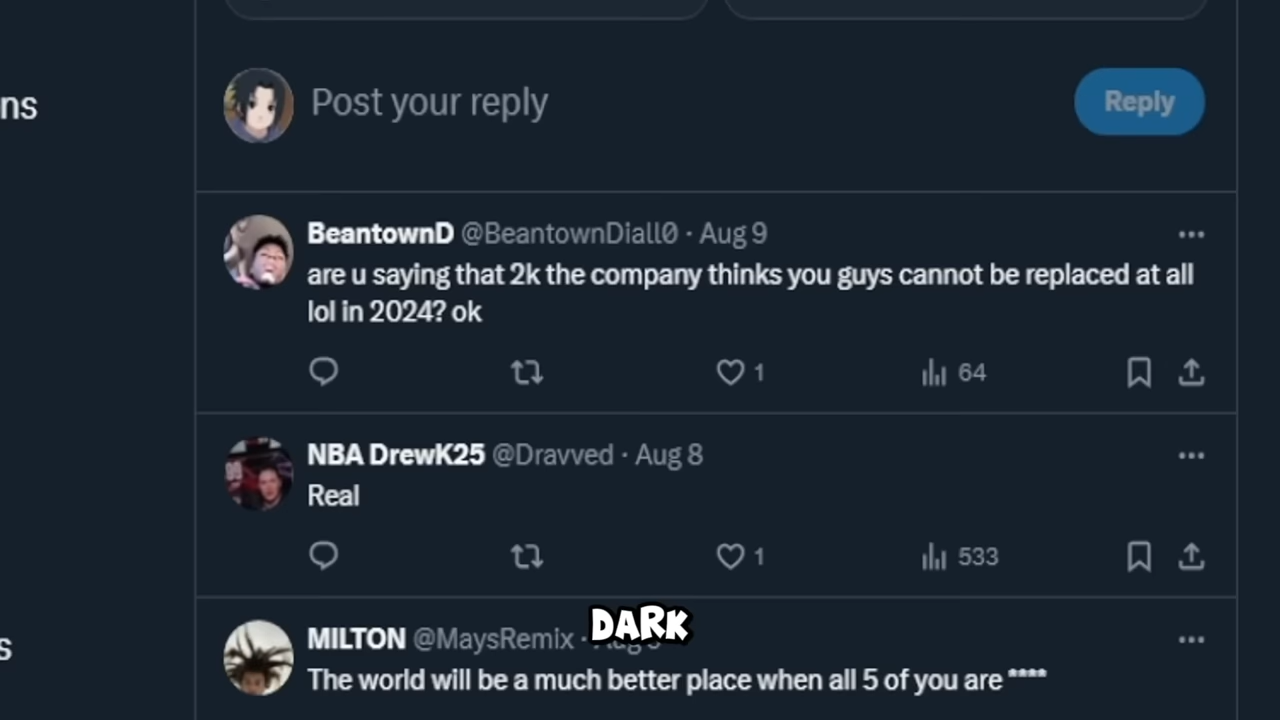 ns
Post your reply
Reply
BeantownD @BeantownDiall0 · Aug 9
are u saying that 2k the company thinks you guys cannot be replaced at all
lol in 2024? ok
1
64
NBA DrewK25 @Dravved · Aug 8
Real
1
533
DARK
MILTON @MaysRemix · Aug
s
The world will be a much better place when all 5 of you are ****